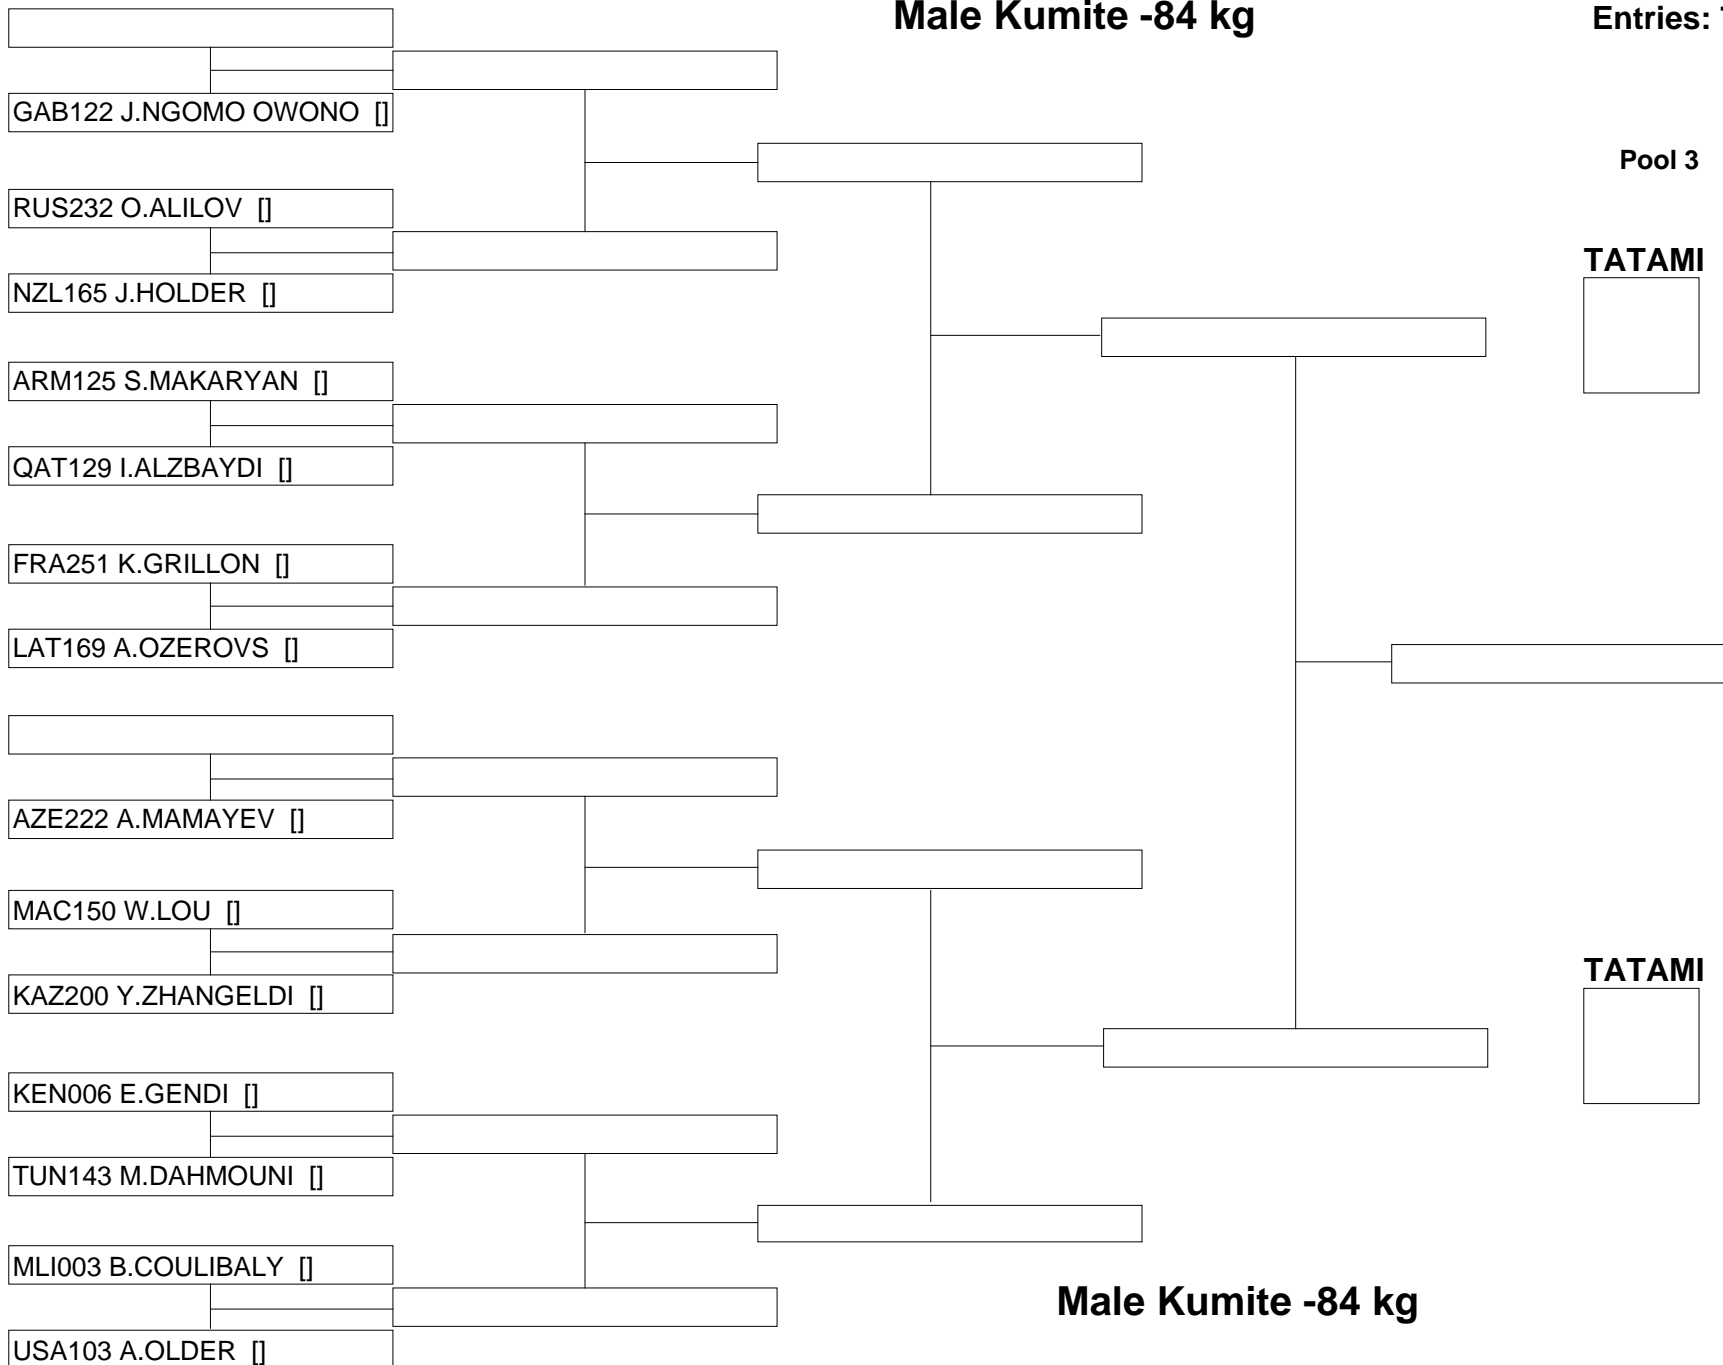 Male Kumite -84 kg
Entries:
GAB122 J.NGOMO OWONO []
Pool 3
RUS232 O.ALILOV []
TATAMI
NZL165 J.HOLDER []
ARM125 S.MAKARYAN []
QAT129 I.ALZBAYDI []
FRA251 K.GRILLON []
LAT169 A.OZEROVS []
AZE222 A.MAMAYEV []
MAC150 W.LOU []
TATAMI
KAZ200 Y.ZHANGELDI []
KEN006 E.GENDI []
TUN143 M.DAHMOUNI []
MLI003 B.COULIBALY []
Male Kumite -84 kg
USA103 A.OLDER []